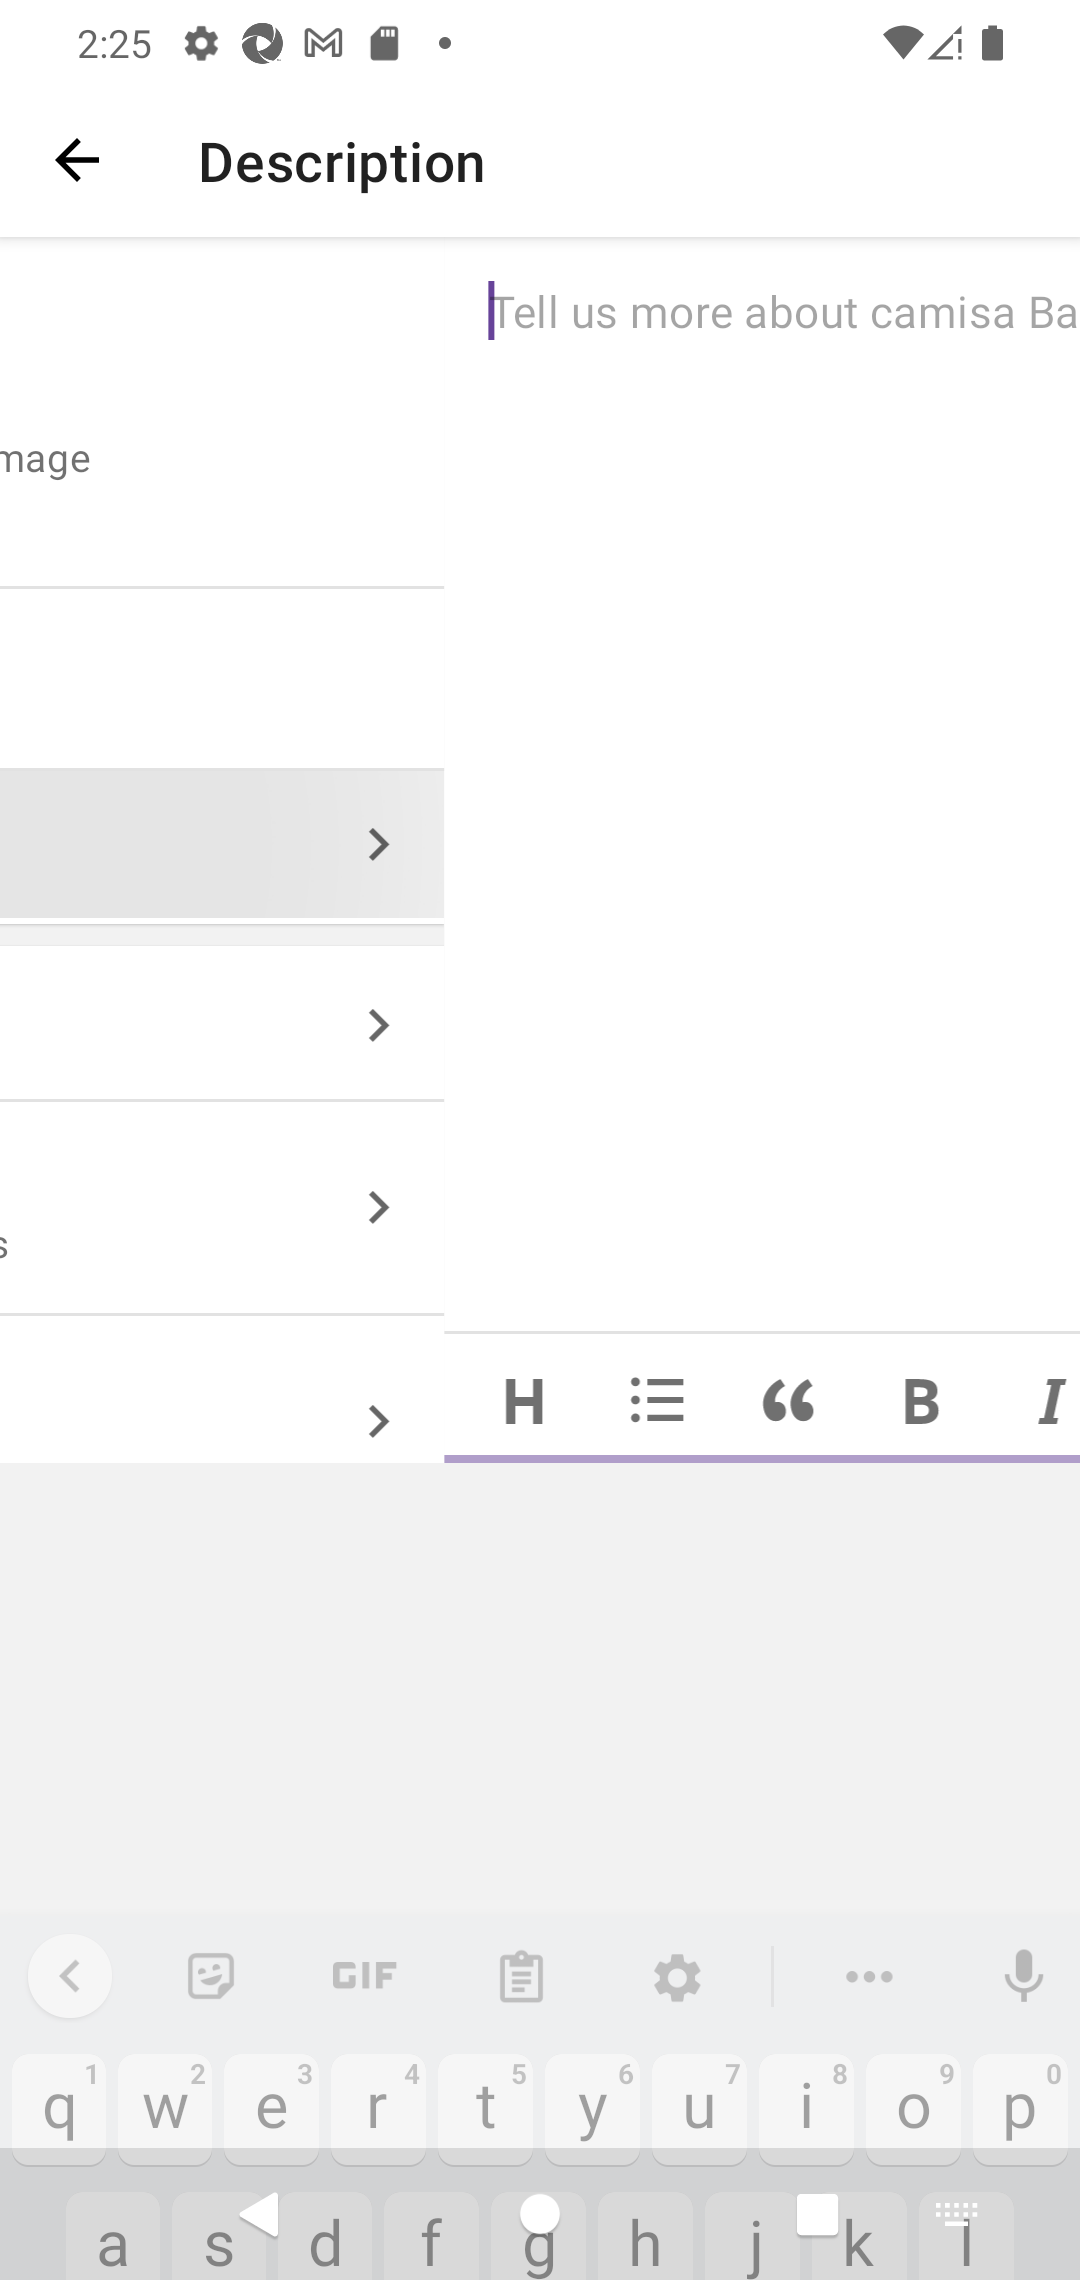 2:25
Description
Tell us more about camisa Ba
mage
s
H B I
GIF
1 2 3 4 5 6 7 8 9 0
q w e r t y u i o p
a s d f g h j k l